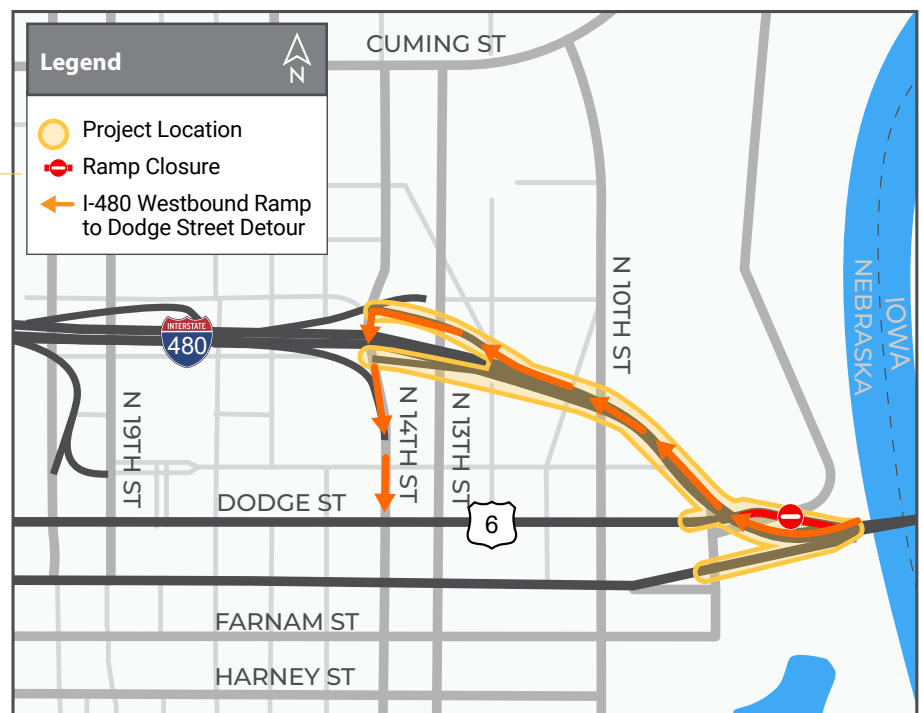 Legend
N
Project Location
Ramp Closure
I-480 Westbound Ramp
to Dodge Street Detour
CUMING ST
N 10TH ST
NEBRASKA
IOWA
INTERSTATE
480
N 19TH ST
N 14TH ST
N 13TH ST
DODGE ST
6
FARNAM ST
HARNEY ST